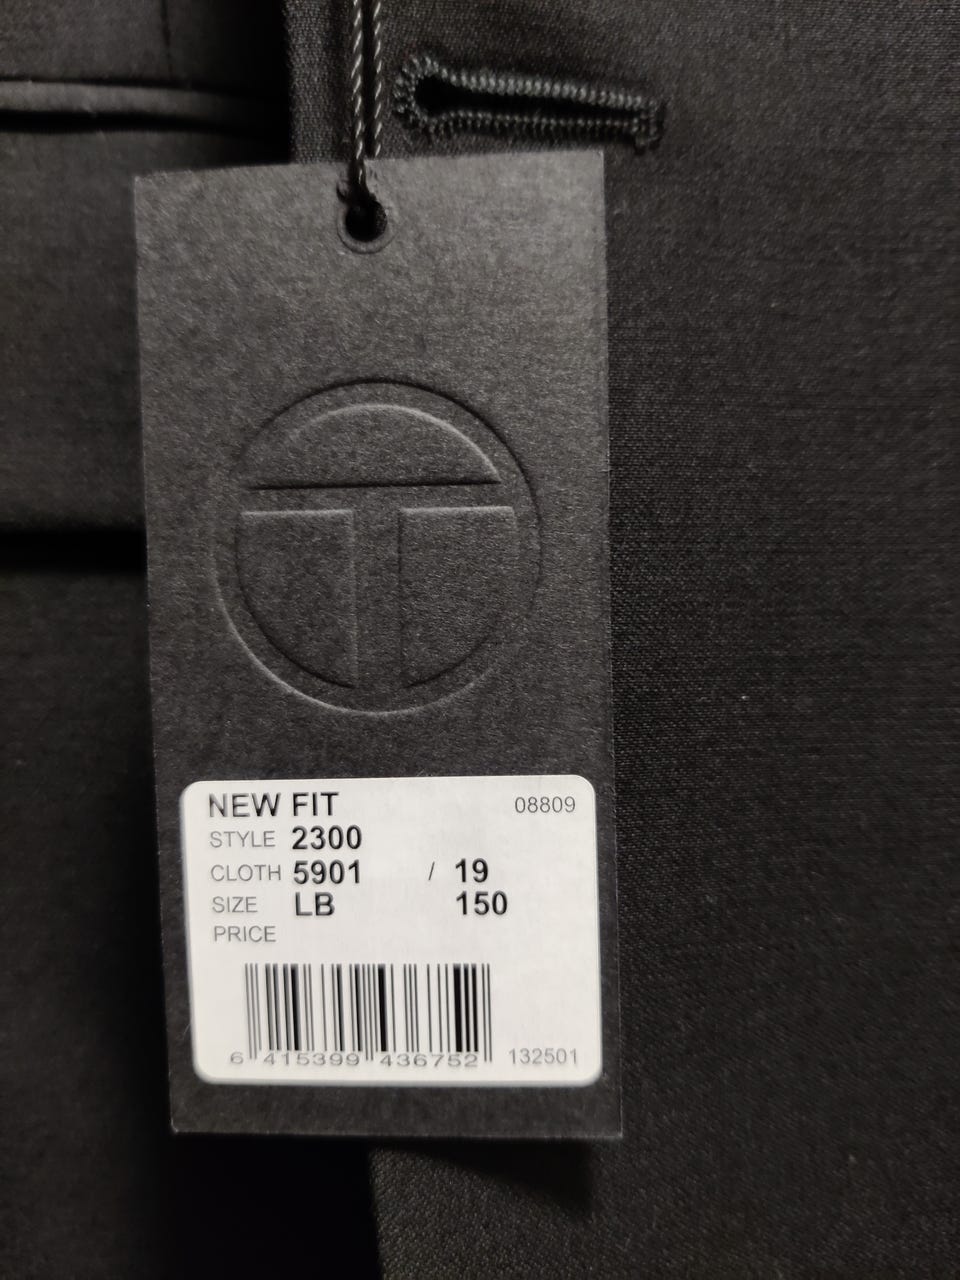 T
NEW FIT 08809
STYLE 2300
CLOTH 5901 / 19
SIZE LB 150
PRICE
6 415399 436752 132501